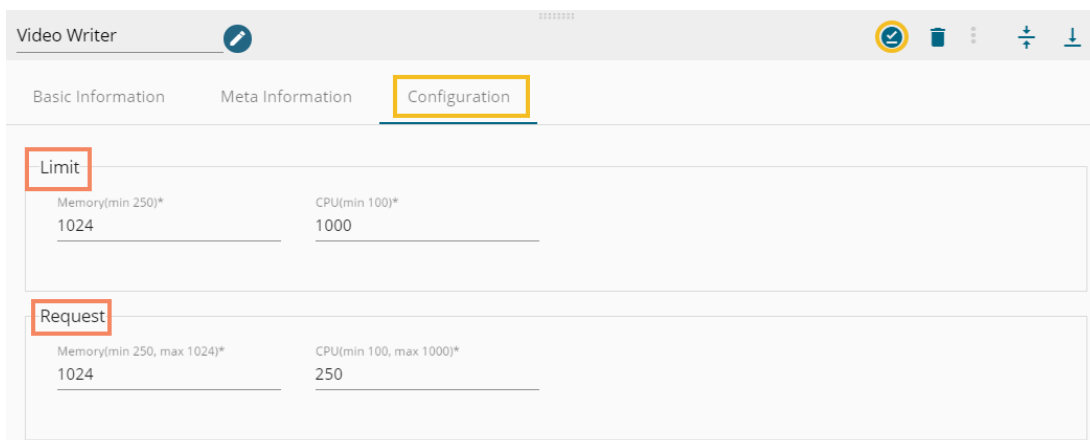 Video Writer
Basic Information Meta Information Configuration
Limit
Memory(min 250)* CPU(min 100)*
1024 1000
Request
Memory(min 250, max 1024)* CPU(min 100, max 1000)*
1024 250